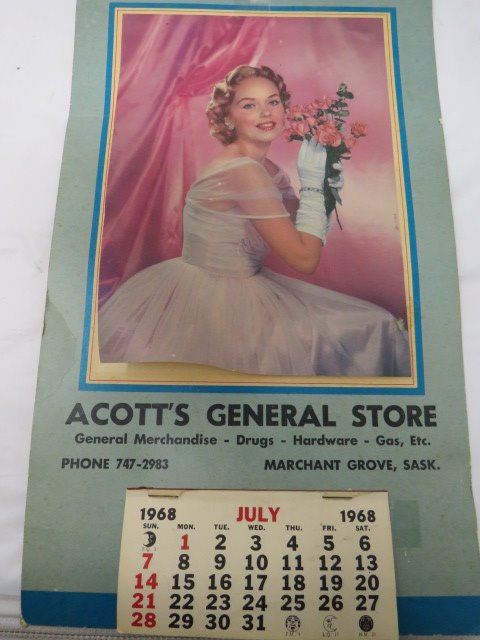 ACOTT'S GENERAL STORE
General Merchandise - Drugs - Hardware - Gas, Etc.
PHONE 747-2983 MARCHANT GROVE, SASK.
1968 JULY 1968
SUN. MON. TUE. WED. THU. FRI. SAT.
1 2 3 4 5 6
7 8 9 10 11 12 13
14 15 16 17 18 19 20
21 22 23 24 25 26 27
28 29 30 31